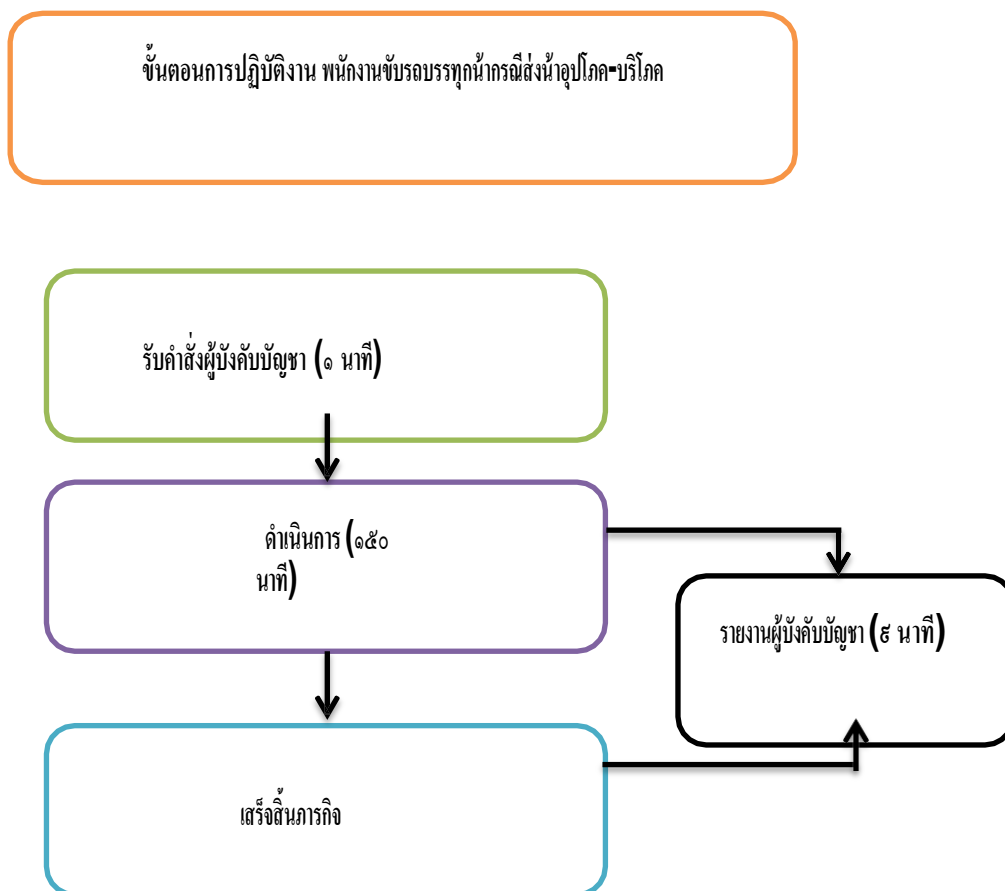 ขั้นตอนการปฏิบัติงาน พนักงานขับรถบรรทุกน้ากรณีส่งน้าอุปโภค-บริโภค
รับคำสั่งผู้บังคับบัญชา (๑ นาที)
ดำเนินการ (๑๕๐
นาที)
รายงานผู้บังคับบัญชา (๙ นาที)
เสร็จสิ้นภารกิจ